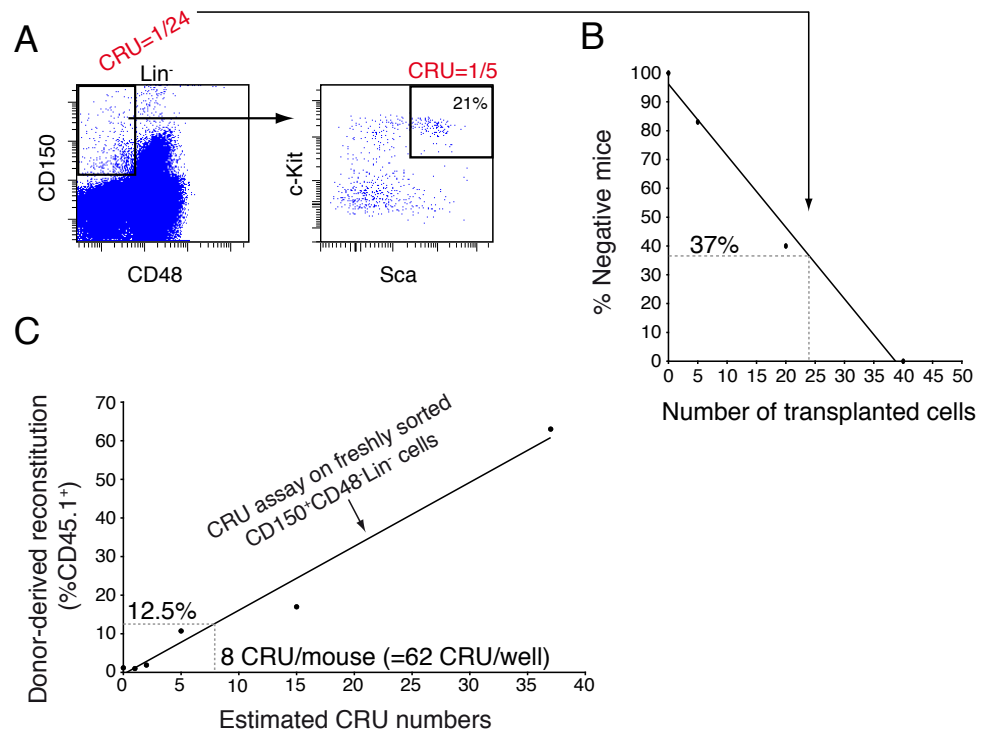 A
CRU=1/24
Lin⁻
CD150
CD48
CRU=1/5
21%
c-Kit
Sca
B
100
90
80
70
60
50
40
30
20
10
0
37%
% Negative mice
0 5 10 15 20 25 30 35 40 45 50
Number of transplanted cells
C
70
60
50
40
30
20
10
0
Donor-derived reconstitution
(%CD45.1⁺)
CRU assay on freshly sorted
CD150⁺CD48⁻Lin⁻ cells
12.5%
8 CRU/mouse (=62 CRU/well)
0 5 10 15 20 25 30 35 40
Estimated CRU numbers